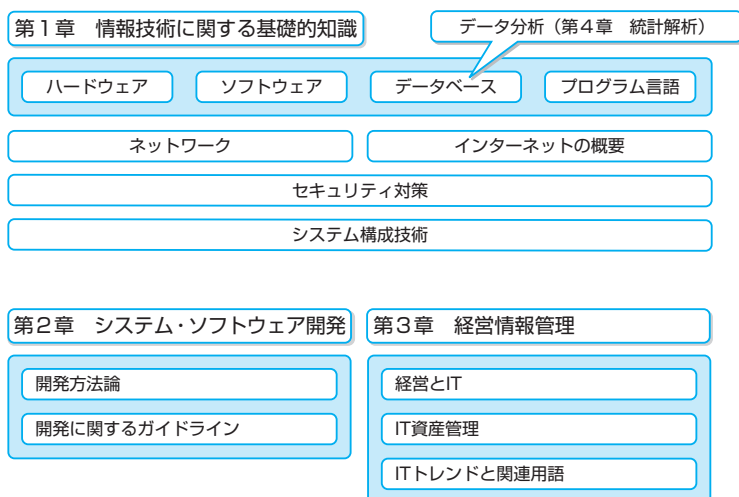 第１章　情報技術に関する基礎的知識
データ分析（第４章　統計解析）
ハードウェア
ソフトウェア
データベース
プログラム言語
ネットワーク
インターネットの概要
セキュリティ対策
システム構成技術
第２章　システム・ソフトウェア開発
開発方法論
開発に関するガイドライン
第３章　経営情報管理
経営とIT
IT資産管理
ITトレンドと関連用語